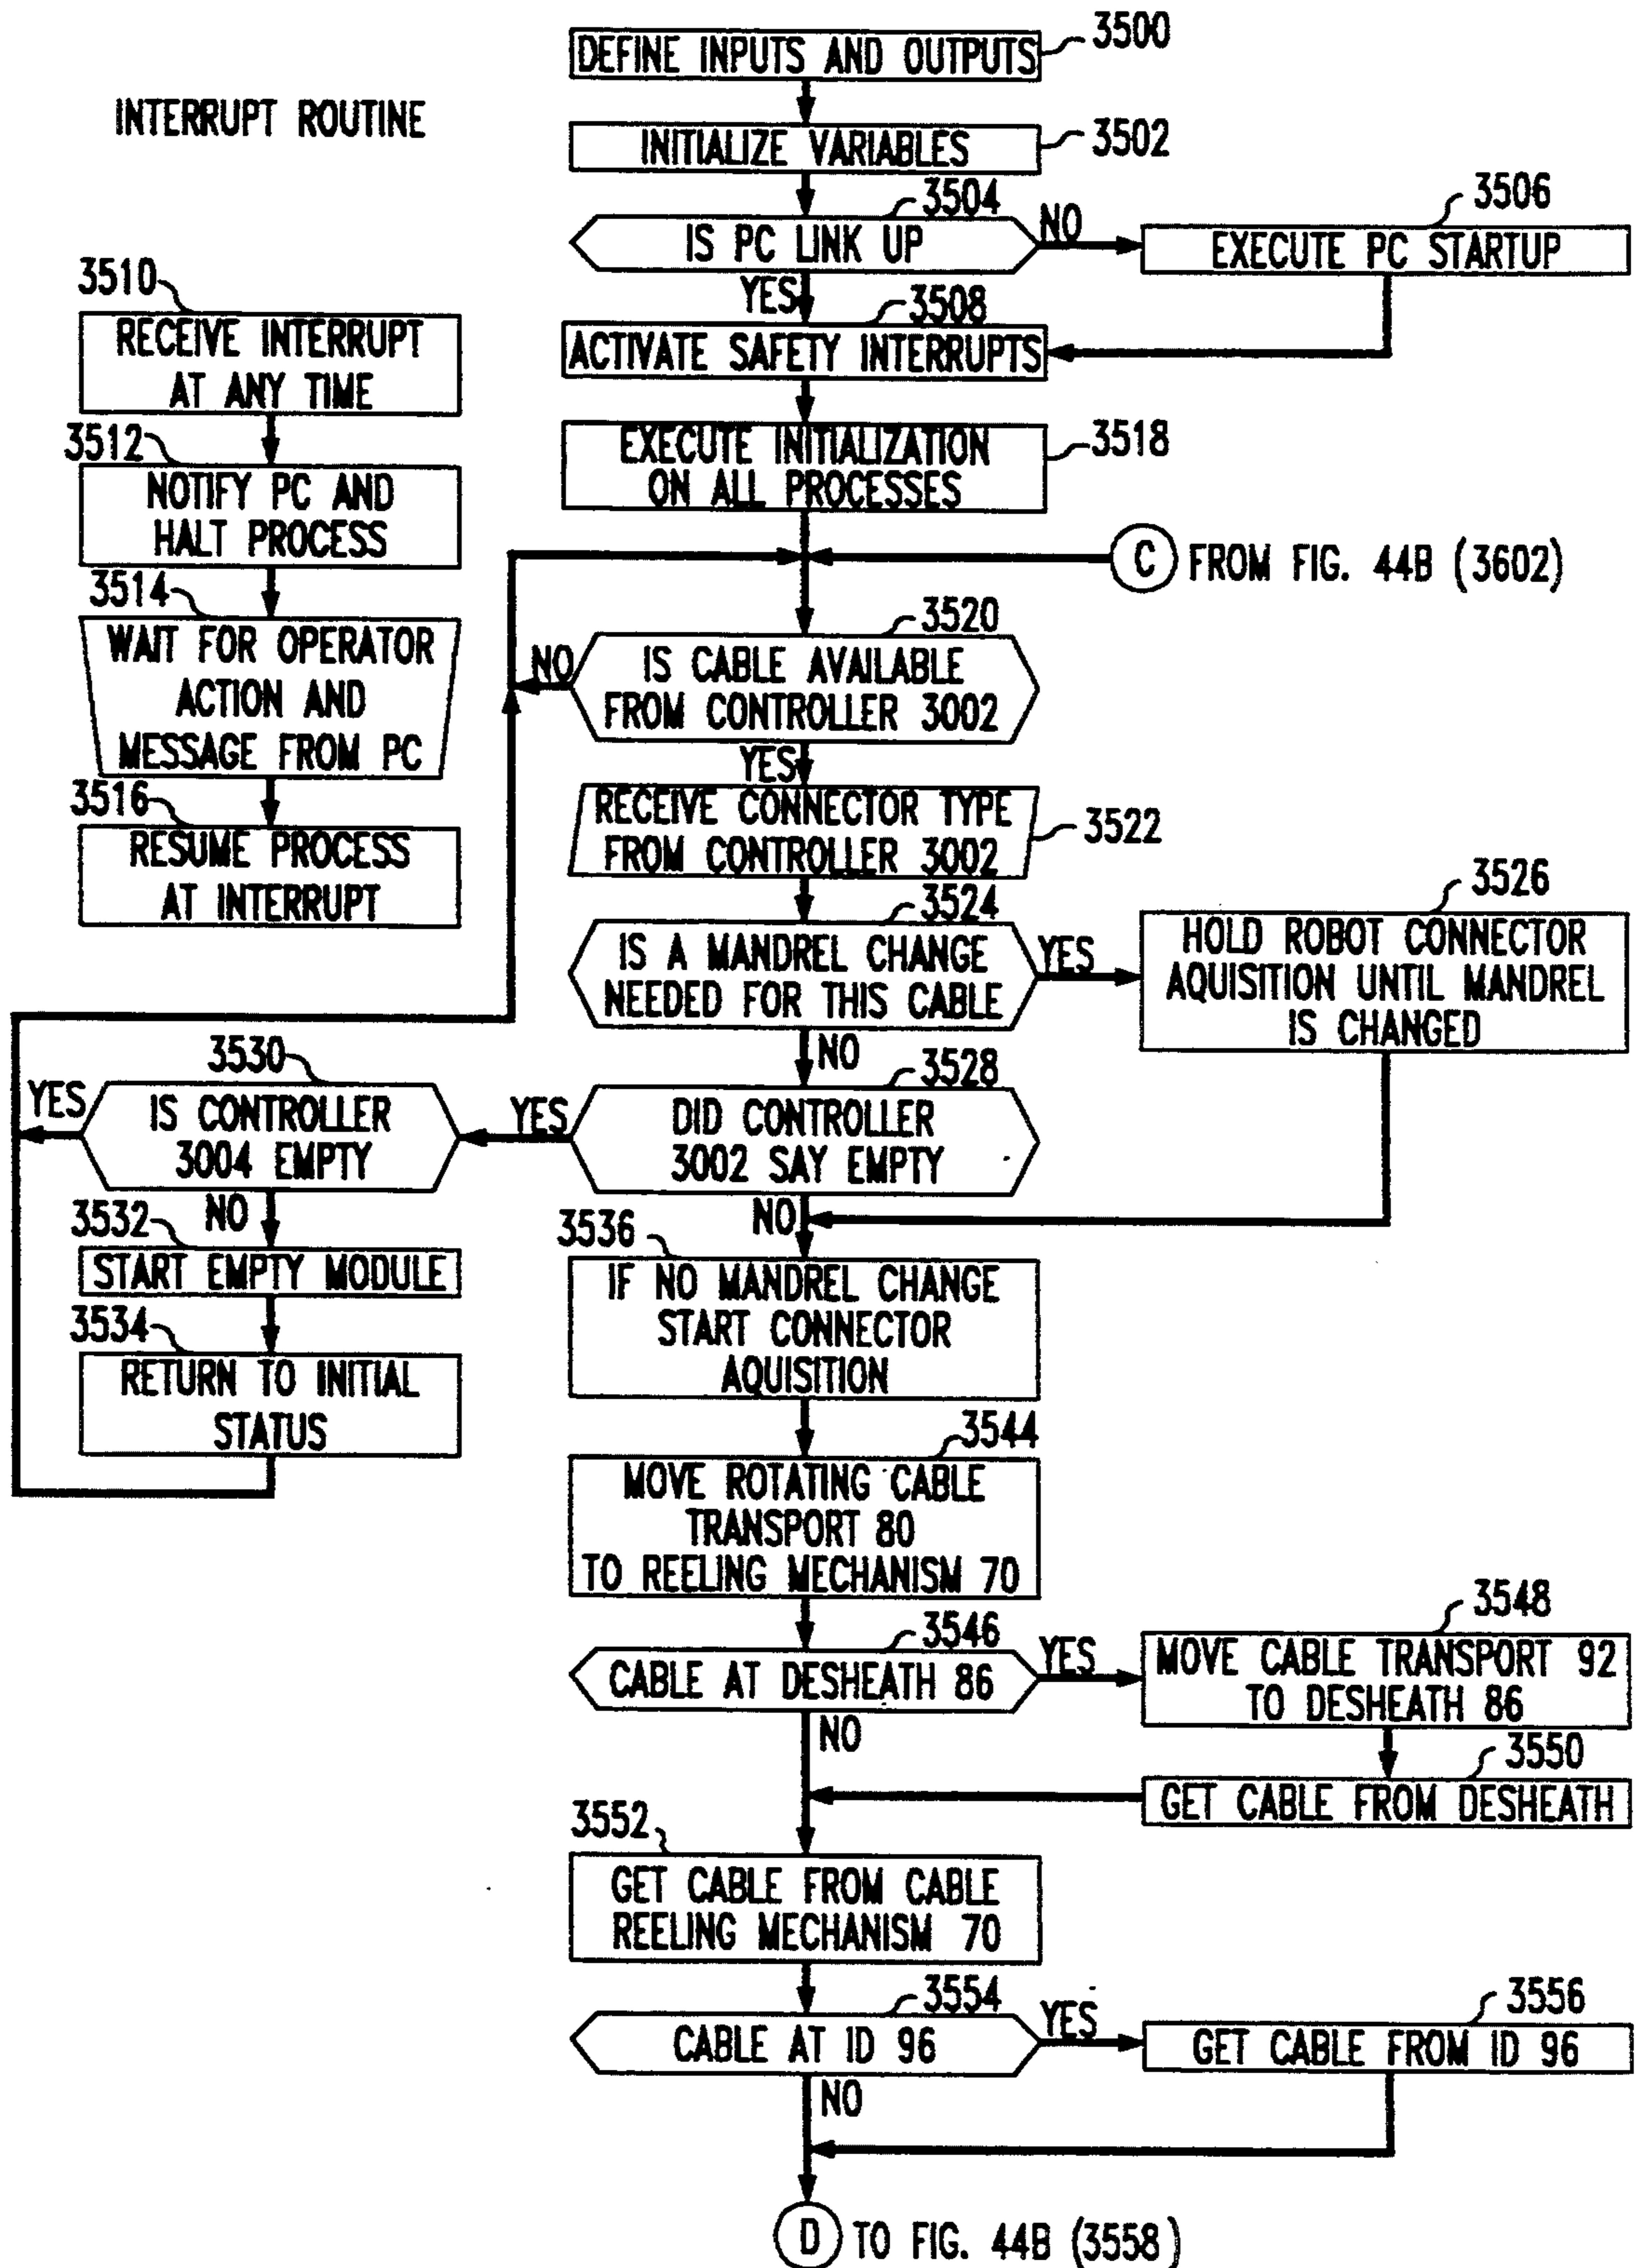 3500
DEFINE INPUTS AND OUTPUTS
INTERRUPT ROUTINE
3502
INITIALIZE VARIABLES
3504
IS PC LINK UP
NO
3506
EXECUTE PC STARTUP
YES
3508
ACTIVATE SAFETY INTERRUPTS
3510
RECEIVE INTERRUPT
AT ANY TIME
3512
NOTIFY PC AND
HALT PROCESS
3514
WAIT FOR OPERATOR
ACTION AND
MESSAGE FROM PC
3516
RESUME PROCESS
AT INTERRUPT
3518
EXECUTE INITIALIZATION
ON ALL PROCESSES
C FROM FIG. 44B (3602)
3520
IS CABLE AVAILABLE
FROM CONTROLLER 3002
NO
YES
3522
RECEIVE CONNECTOR TYPE
FROM CONTROLLER 3002
3524
IS A MANDREL CHANGE
NEEDED FOR THIS CABLE
YES
3526
HOLD ROBOT CONNECTOR
AQUISITION UNTIL MANDREL
IS CHANGED
NO
3528
DID CONTROLLER
3002 SAY EMPTY
YES
3530
IS CONTROLLER
3004 EMPTY
YES
NO
3532
START EMPTY MODULE
3534
RETURN TO INITIAL
STATUS
NO
3536
IF NO MANDREL CHANGE
START CONNECTOR
AQUISITION
3544
MOVE ROTATING CABLE
TRANSPORT 80
TO REELING MECHANISM 70
3546
CABLE AT DESHEATH 86
YES
3548
MOVE CABLE TRANSPORT 92
TO DESHEATH 86
NO
3550
GET CABLE FROM DESHEATH
3552
GET CABLE FROM CABLE
REELING MECHANISM 70
3554
CABLE AT ID 96
YES
3556
GET CABLE FROM ID 96
NO
D TO FIG. 44B (3558)